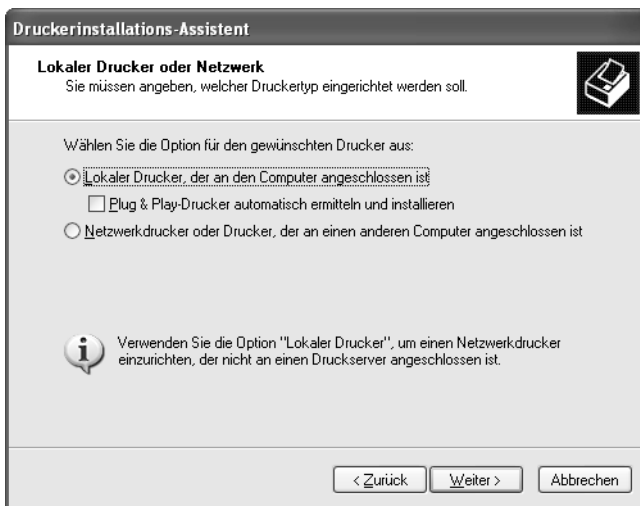 Druckerinstallations-Assistent
Lokaler Drucker oder Netzwerk
Sie müssen angeben, welcher Druckertyp eingerichtet werden soll.
Wählen Sie die Option für den gewünschten Drucker aus:
Lokaler Drucker, der an den Computer angeschlossen ist
Plug & Play-Drucker automatisch ermitteln und installieren
Netzwerkdrucker oder Drucker, der an einen anderen Computer angeschlossen ist
Verwenden Sie die Option "Lokaler Drucker", um einen Netzwerkdrucker
einzurichten, der nicht an einen Druckserver angeschlossen ist.
< Zurück Weiter > Abbrechen